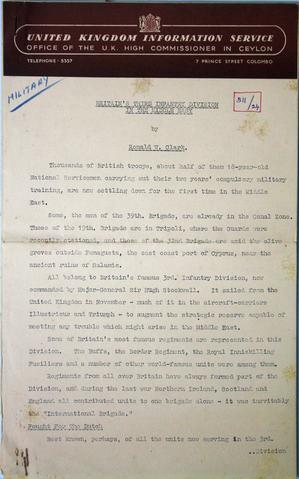 UNITED KINGDOM INFORMATION SERVICE
OFFICE OF THE U.K. HIGH COMMISSIONER IN CEYLON
TELEPHONE · 5357
7 PRINCE STREET COLOMBO
MILITARY
311/24
BRITAIN'S THIRD INFANTRY DIVISION
IN THE MIDDLE EAST
by
Ronald W. Clark.
Thousands of British troops, about half of them 18-year-old
National Servicemen carrying out their two years' compulsory military
training, are now settling down for the first time in the Middle
East.
Some, the men of the 39th. Brigade, are already in the Canal Zone.
Those of the 19th. Brigade are in Tripoli, where the Guards were
recently stationed, and those of the 32nd Brigade are amid the olive
groves outside Famagusta, the east coast port of Cyprus, near the
ancient ruins of Salamis.
All belong to Britain's famous 3rd. Infantry Division, now
commanded by Major-General Sir Hugh Stockwell. It sailed from the
United Kingdom in November - much of it in the aircraft-carriers
Illustrious and Triumph - to augment the strategic reserve capable of
meeting any trouble which might arise in the Middle East.
Some of Britain's most famous regiments are represented in this
Division. The Buffs, the Border Regiment, the Royal Inniskilling
Fusiliers and a number of other world-famous units were among them.
Regiments from all over Britain have always formed part of the
Division, and during the last war Northern Ireland, Scotland and
England all contributed units to one brigade alone - it was inevitably
the "International Brigade."
Fought For the Dutch
Best known, perhaps, of all the units now serving in the 3rd.
..Division